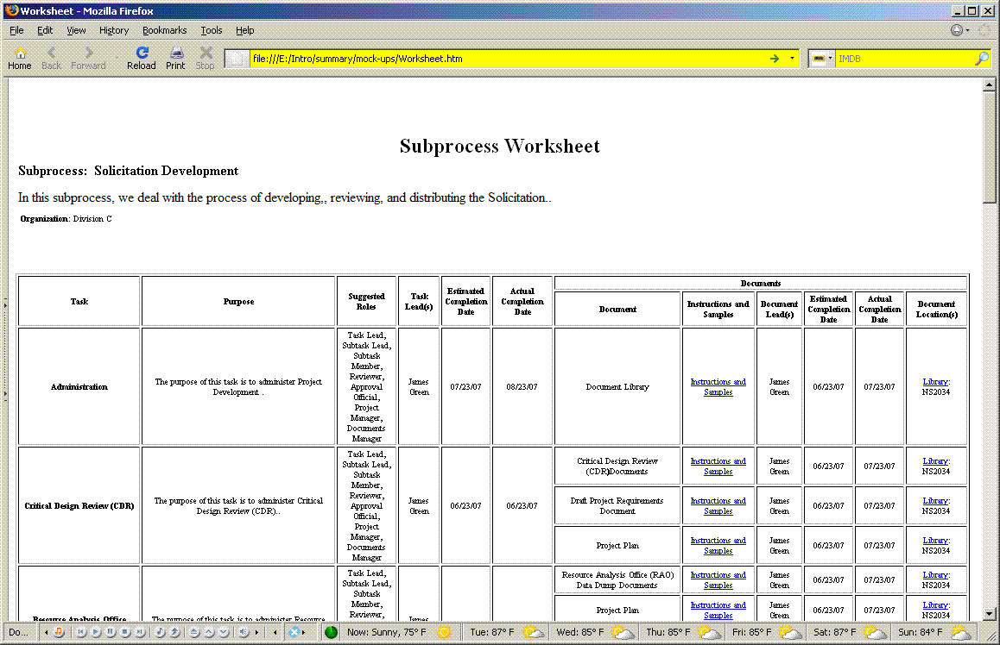 Worksheet - Mozilla Firefox
File Edit View History Bookmarks Tools Help
Home Back Forward Reload Print Stop file:///E:/Intro/summary/mock-ups/Worksheet.htm IMDB
Subprocess Worksheet
Subprocess: Solicitation Development
In this subprocess, we deal with the process of developing,, reviewing, and distributing the Solicitation..
Organization: Division C
Task
Purpose
Suggested
Roles
Task
Lead(s)
Estimated
Completion
Date
Actual
Completion
Date
Documents
Document
Instructions and
Samples
Document
Lead(s)
Estimated
Completion
Date
Actual
Completion
Date
Document
Location(s)
Administration
The purpose of this task is to administer Project
Development .
Task Lead,
Subtask Lead,
Subtask
Member,
Reviewer,
Approval
Official,
Project
Manager,
Documents
Manager
James
Green
07/23/07
08/23/07
Document Library
Instructions and
Samples
James
Green
06/23/07
07/23/07
Library:
NS2034
Critical Design Review (CDR)
The purpose of this task is to administer Critical
Design Review (CDR)..
Task Lead,
Subtask Lead,
Subtask
Member,
Reviewer,
Approval
Official,
Project
Manager,
Documents
Manager
James
Green
06/23/07
06/23/07
Critical Design Review
(CDR)Documents
Instructions and
Samples
James
Green
06/23/07
07/23/07
Library:
NS2034
Draft Project Requirements
Document
Instructions and
Samples
James
Green
06/23/07
07/23/07
Library:
NS2034
Project Plan
Instructions and
Samples
James
Green
06/23/07
07/23/07
Library:
NS2034
Resource Analysis Office
The purpose of this task is to administer Resource
Task Lead,
Subtask Lead,
Subtask
Member,
Reviewer,
James
Resource Analysis Office (RAO)
Data Dump Documents
Instructions and
Samples
James
Green
06/23/07
07/23/07
Library:
NS2034
Project Plan
Instructions and
Samples
James
Green
06/23/07
07/23/07
Library:
NS2034
Do... Now: Sunny, 75° F Tue: 87° F Wed: 85° F Thu: 85° F Fri: 85° F Sat: 87° F Sun: 84° F